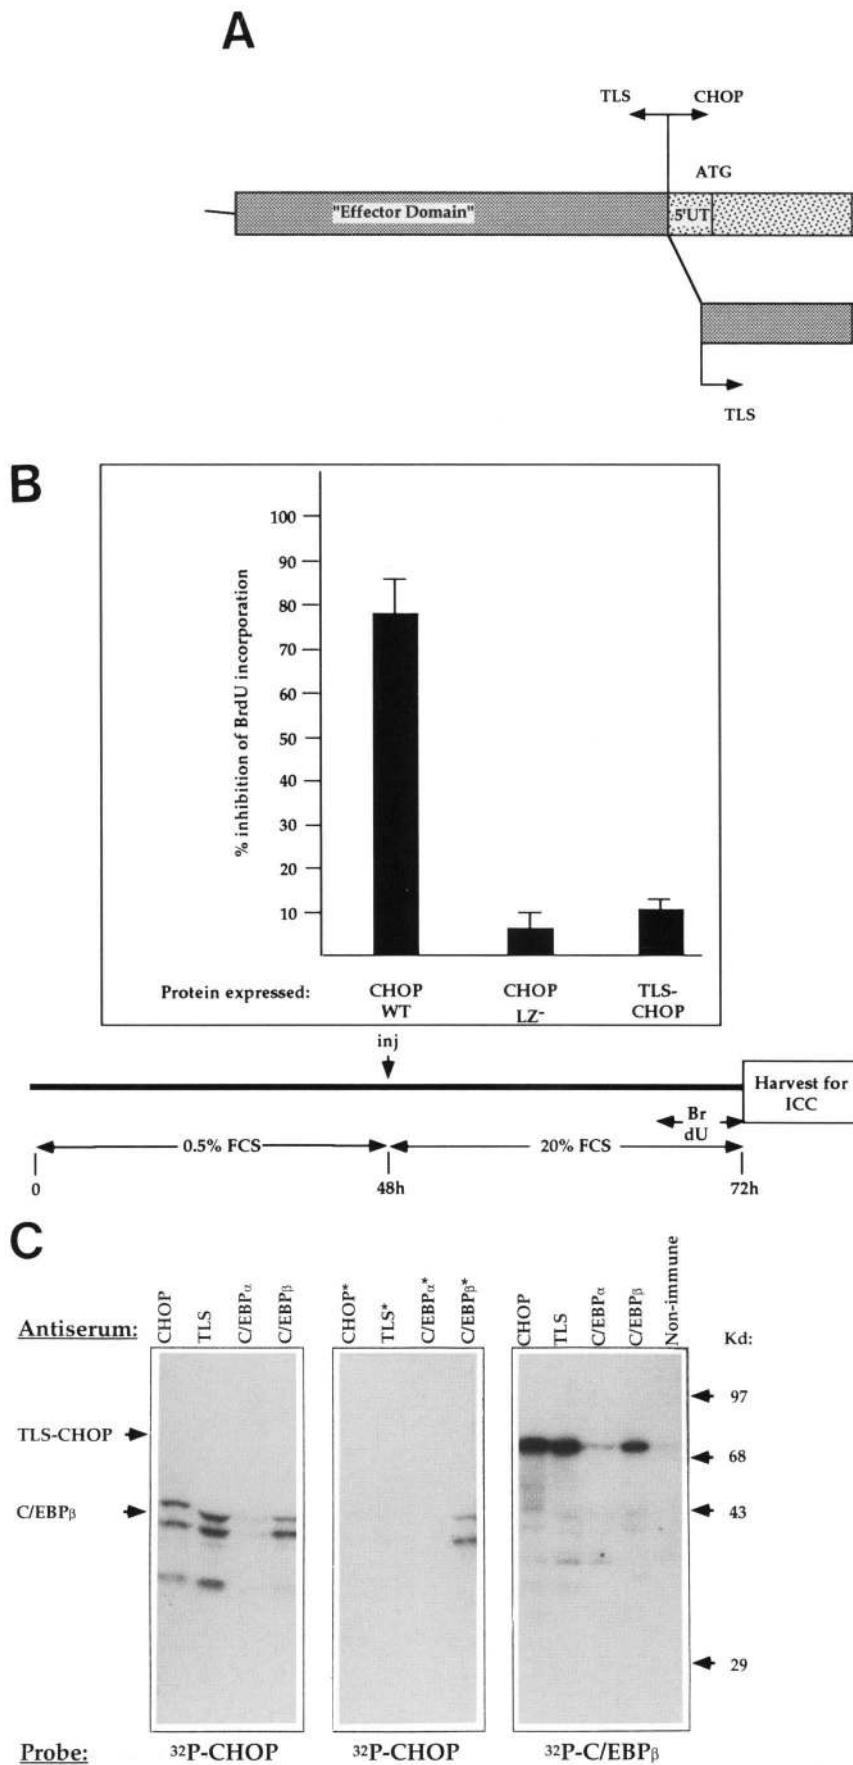 A
TLS CHOP
ATG
"Effector Domain"
5'UT
TLS
B
% inhibition of BrdU incorporation
100
90
80
70
60
50
40
30
20
10
Protein expressed:
CHOP
WT
CHOP
LZ⁻
TLS-
CHOP
inj
Harvest for
ICC
Br
dU
0.5% FCS
20% FCS
0
48h
72h
C
Antiserum:
CHOP
TLS
C/EBPα
C/EBPβ
CHOP*
TLS*
C/EBPα*
C/EBPβ*
CHOP
TLS
C/EBPα
C/EBPβ
Non-immune
Kd:
TLS-CHOP
C/EBPβ
97
68
43
29
Probe:
³²P-CHOP
³²P-CHOP
³²P-C/EBPβ